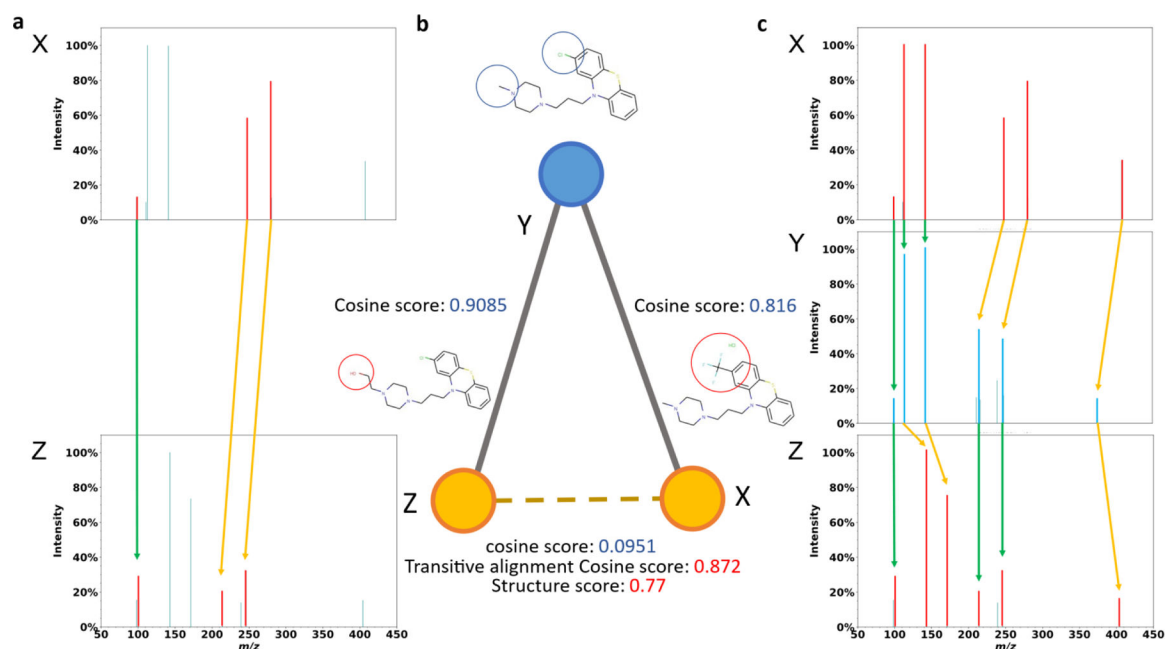 a
X
100%
80%
60%
40%
20%
0%
Intensity
Z
100%
80%
60%
40%
20%
0%
Intensity
50 100 150 200 250 300 350 400 450
m/z
b
Y
Cosine score: 0.9085
Cosine score: 0.816
Z
X
cosine score: 0.0951
Transitive alignment Cosine score: 0.872
Structure score: 0.77
c
X
100%
80%
60%
40%
20%
0%
Intensity
Y
100%
80%
60%
40%
20%
0%
Intensity
Z
100%
80%
60%
40%
20%
0%
Intensity
50 100 150 200 250 300 350 400 450
m/z